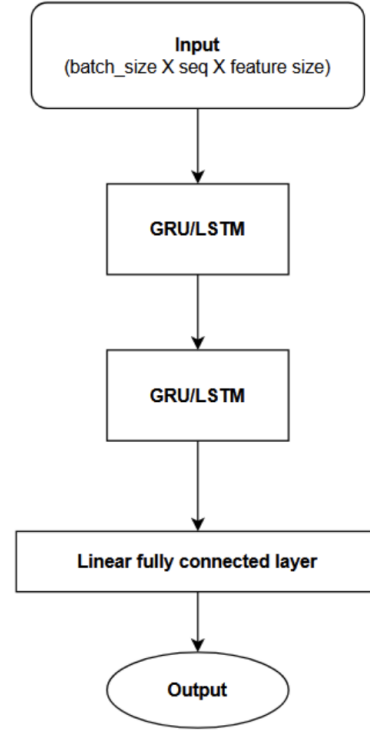 Input
(batch_size X seq X feature size)
GRU/LSTM
GRU/LSTM
Linear fully connected layer
Output